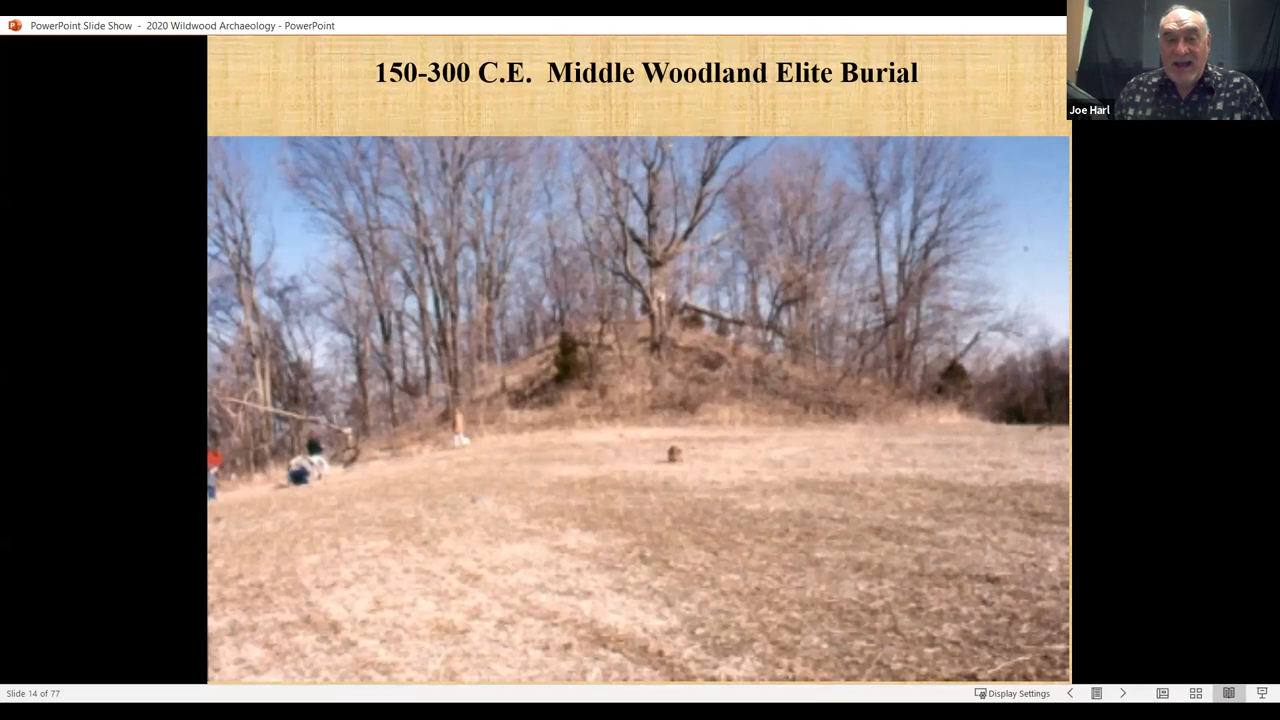 PowerPoint Slide Show - 2020 Wildwood Archaeology - PowerPoint
150-300 C.E. Middle Woodland Elite Burial
Joe Harl
Slide 14 of 77
Display Settings